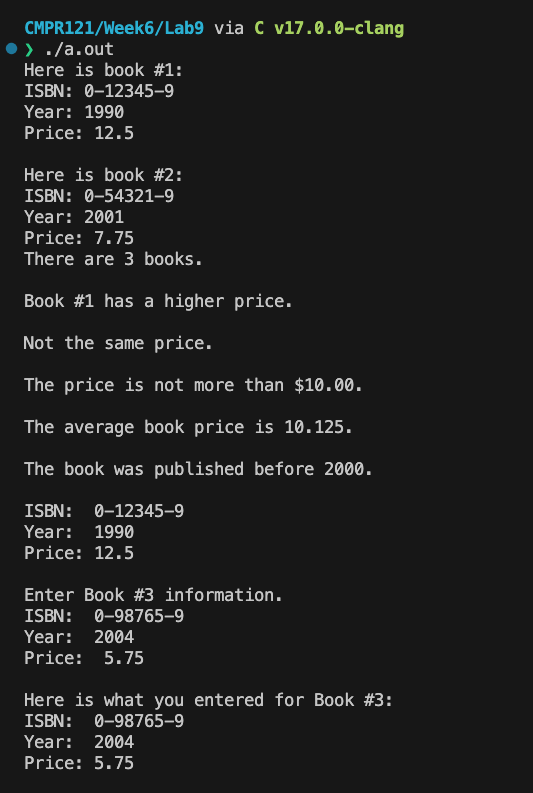 CMPR121/Week6/Lab9 via C v17.0.0-clang
❯ ./a.out
Here is book #1:
ISBN: 0-12345-9
Year: 1990
Price: 12.5
Here is book #2:
ISBN: 0-54321-9
Year: 2001
Price: 7.75
There are 3 books.
Book #1 has a higher price.
Not the same price.
The price is not more than $10.00.
The average book price is 10.125.
The book was published before 2000.
ISBN:  0-12345-9
Year:  1990
Price: 12.5
Enter Book #3 information.
ISBN:  0-98765-9
Year:  2004
Price:  5.75
Here is what you entered for Book #3:
ISBN:  0-98765-9
Year:  2004
Price: 5.75